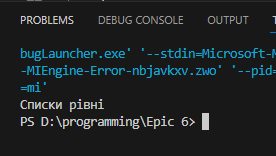 PROBLEMS DEBUG CONSOLE
bugLauncher.exe' '--stdin=Microsoft-M
-MIEngine-Error-nbjavkxv.zwo' '--pid=
=mi'
Списки рівні
PS D:\programming\Epic 6>